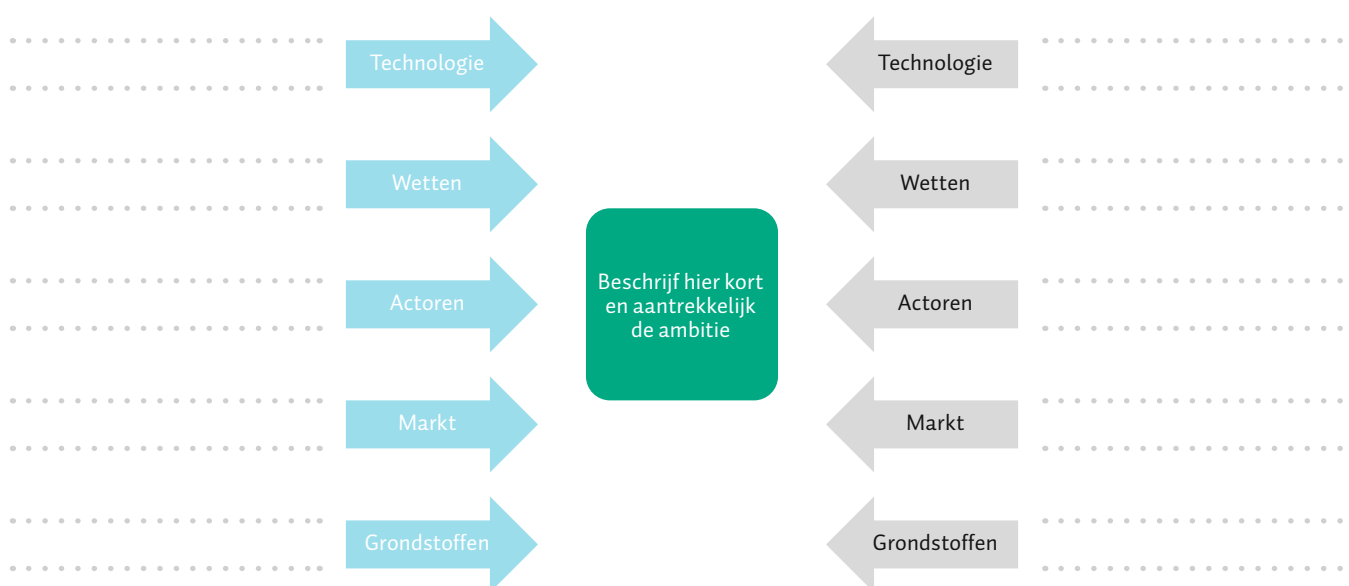 Technologie
Technologie
Wetten
Wetten
Beschrijf hier kort
en aantrekkelijk
de ambitie
Actoren
Actoren
Markt
Markt
Grondstoffen
Grondstoffen